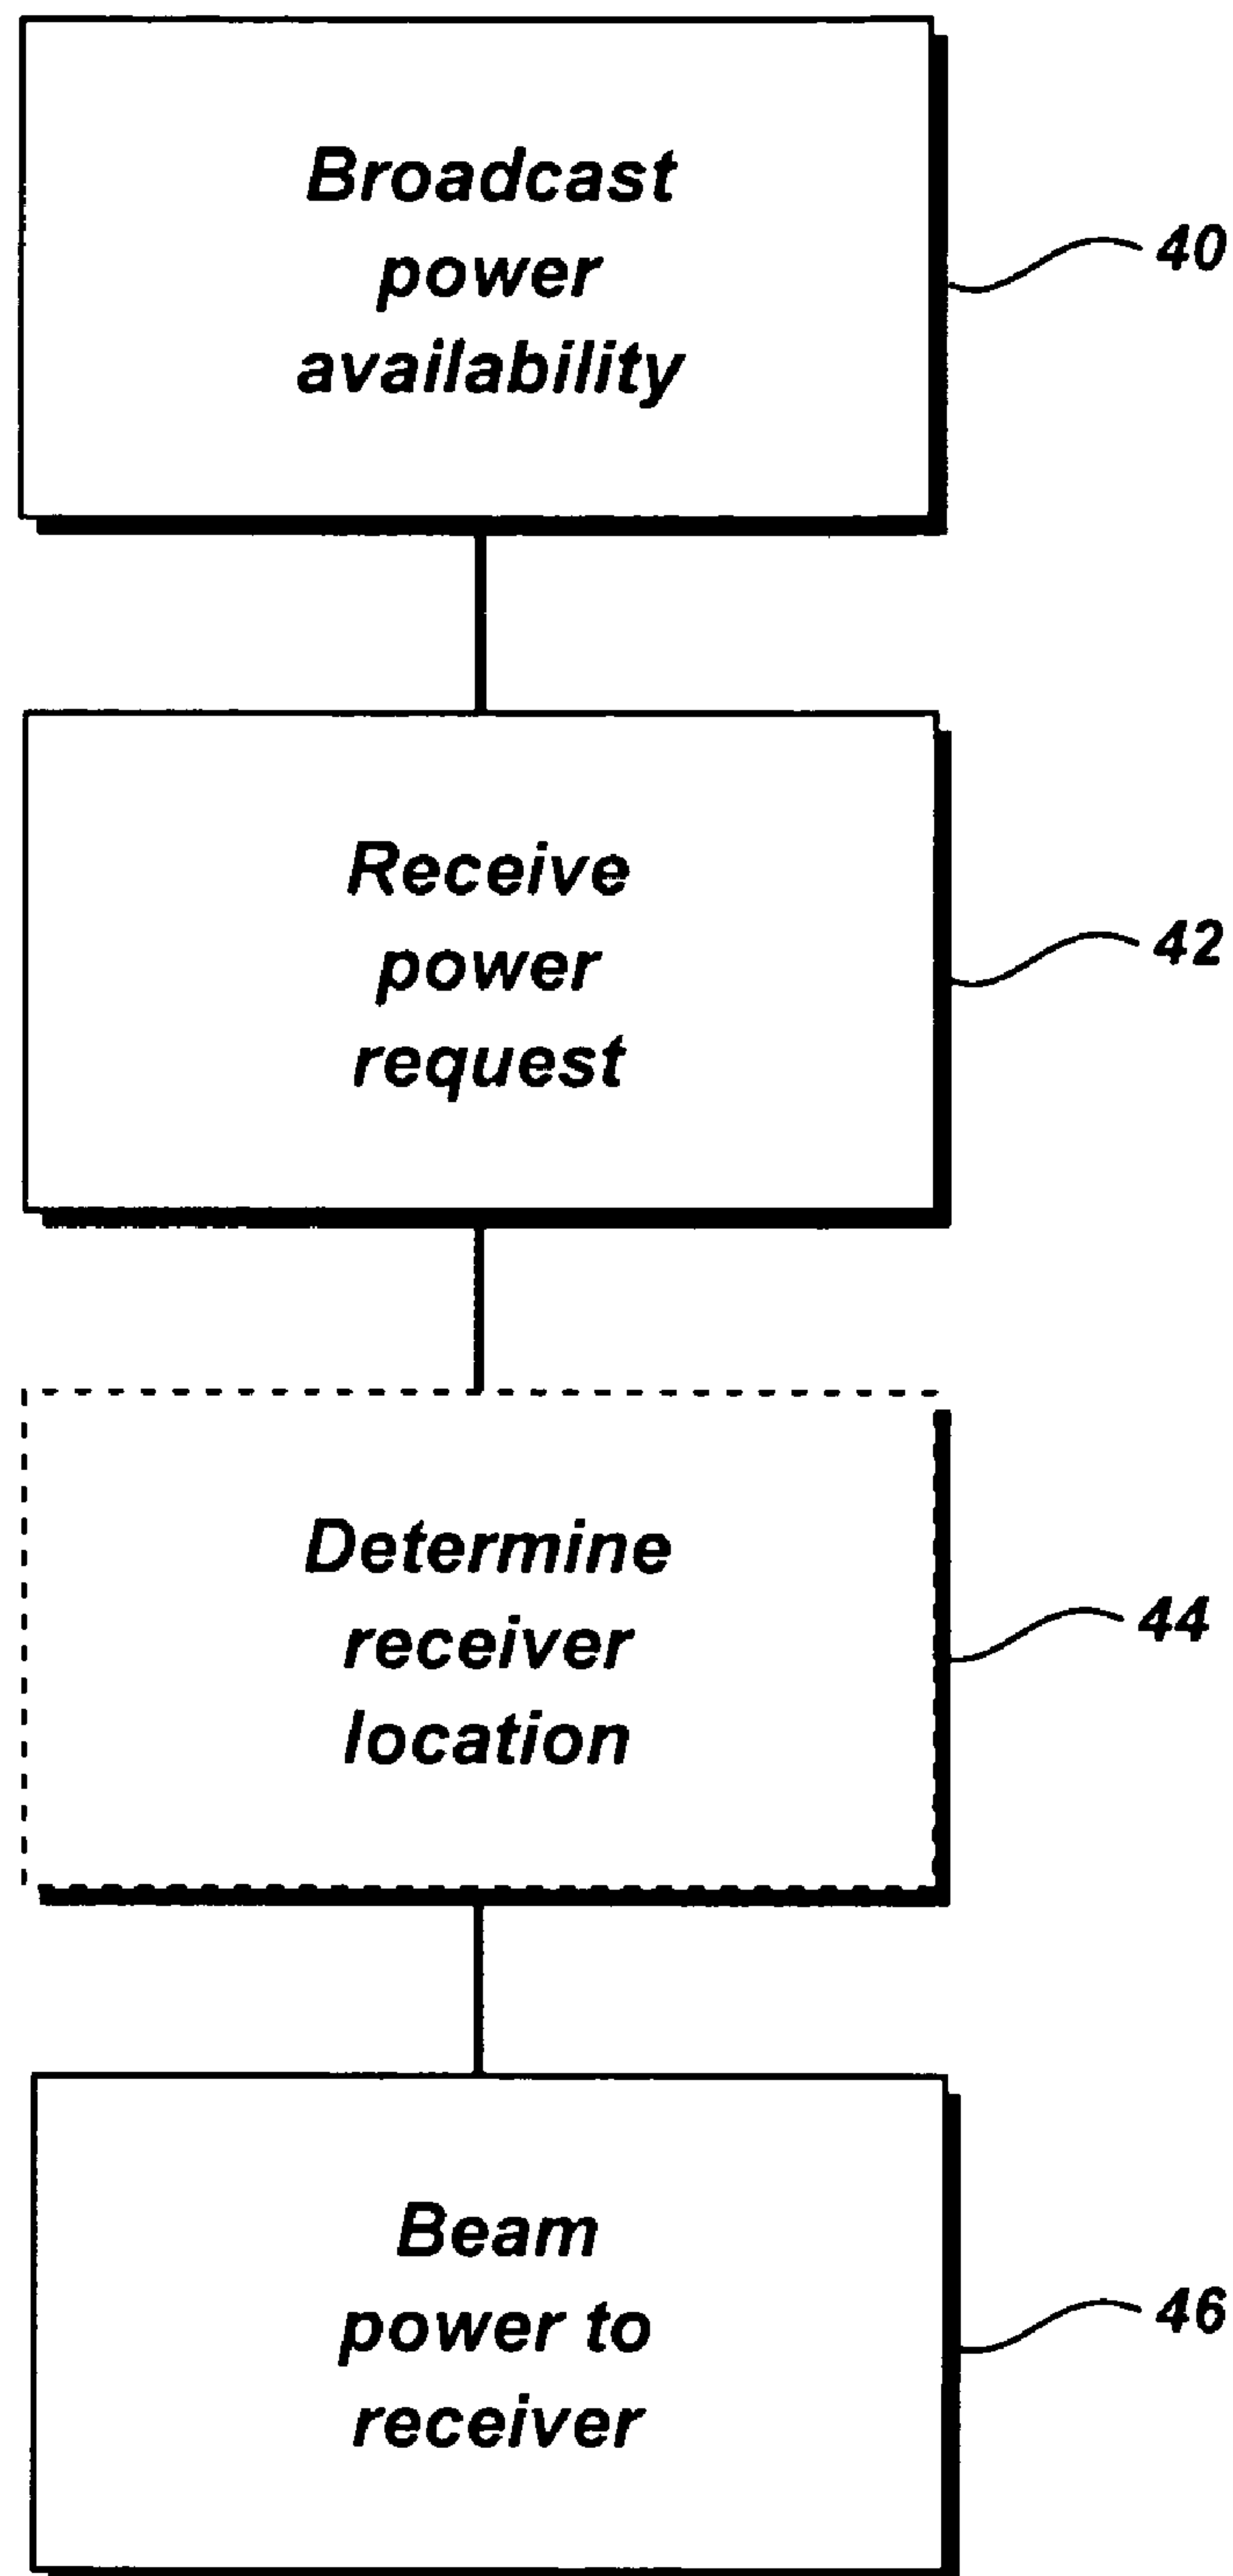 Broadcast
power
availability
40
Receive
power
request
42
Determine
receiver
location
44
Beam
power to
receiver
46